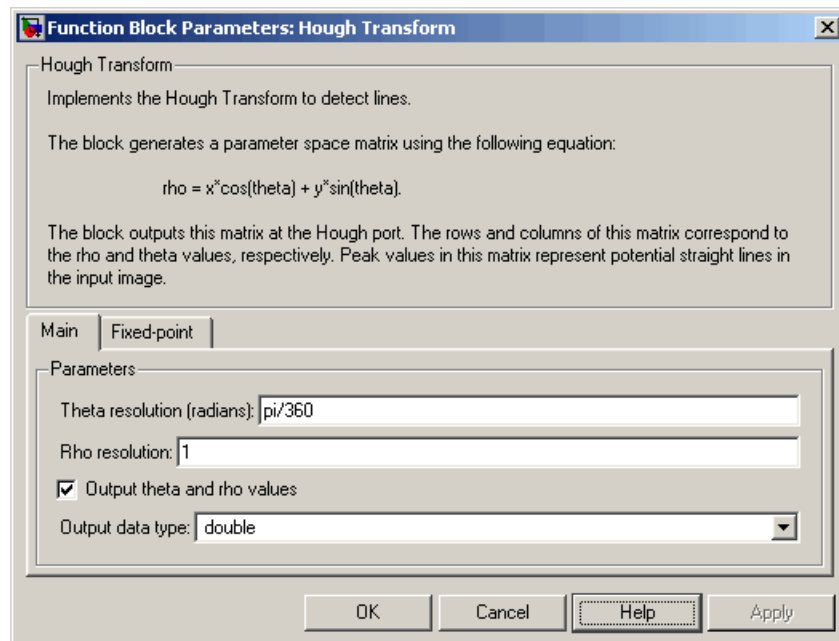 Function Block Parameters: Hough Transform
Hough Transform
Implements the Hough Transform to detect lines.
The block generates a parameter space matrix using the following equation:
rho = x*cos(theta) + y*sin(theta).
The block outputs this matrix at the Hough port. The rows and columns of this matrix correspond to
the rho and theta values, respectively. Peak values in this matrix represent potential straight lines in
the input image.
Main Fixed-point
Parameters
Theta resolution (radians): pi/360
Rho resolution: 1
Output theta and rho values
Output data type: double
OK Cancel Help Apply